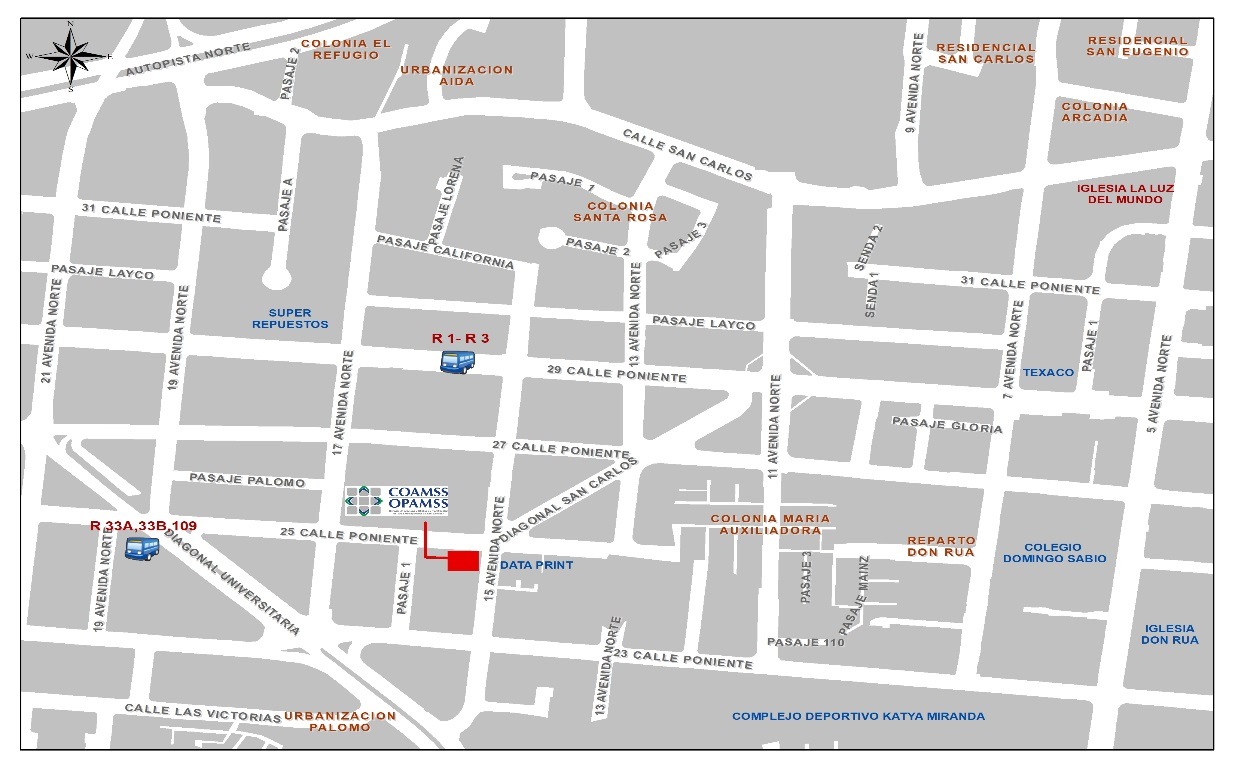 N
W
E
S
AUTOPISTA NORTE
PASAJE 2
COLONIA EL
REFUGIO
URBANIZACION
AIDA
9 AVENIDA NORTE
RESIDENCIAL
SAN CARLOS
RESIDENCIAL
SAN EUGENIO
COLONIA
ARCADIA
CALLE SAN CARLOS
IGLESIA LA LUZ
DEL MUNDO
31 CALLE PONIENTE
PASAJE A
PASAJE LORENA
PASAJE 1
COLONIA
SANTA ROSA
PASAJE CALIFORNIA
PASAJE 2
PASAJE 3
SENDA 2
SENDA 1
31 CALLE PONIENTE
PASAJE LAYCO
21 AVENIDA NORTE
19 AVENIDA NORTE
SUPER
REPUESTOS
17 AVENIDA NORTE
R 1- R 3
13 AVENIDA NORTE
PASAJE LAYCO
29 CALLE PONIENTE
7 AVENIDA NORTE
TEXACO
PASAJE 1
5 AVENIDA NORTE
11 AVENIDA NORTE
PASAJE GLORIA
27 CALLE PONIENTE
DIAGONAL SAN CARLOS
PASAJE PALOMO
COAMSS
OPAMSS
R 33A,33B,109
19 AVENIDA NORTE
DIAGONAL UNIVERSITARIA
25 CALLE PONIENTE
PASAJE 1
15 AVENIDA NORTE
DATA PRINT
COLONIA MARIA
AUXILIADORA
PASAJE 3
PASAJE MAINZ
REPARTO
DON RUA
COLEGIO
DOMINGO SABIO
IGLESIA
DON RUA
PASAJE 110
13 AVENIDA NORTE
23 CALLE PONIENTE
CALLE LAS VICTORIAS
URBANIZACION
PALOMO
COMPLEJO DEPORTIVO KATYA MIRANDA